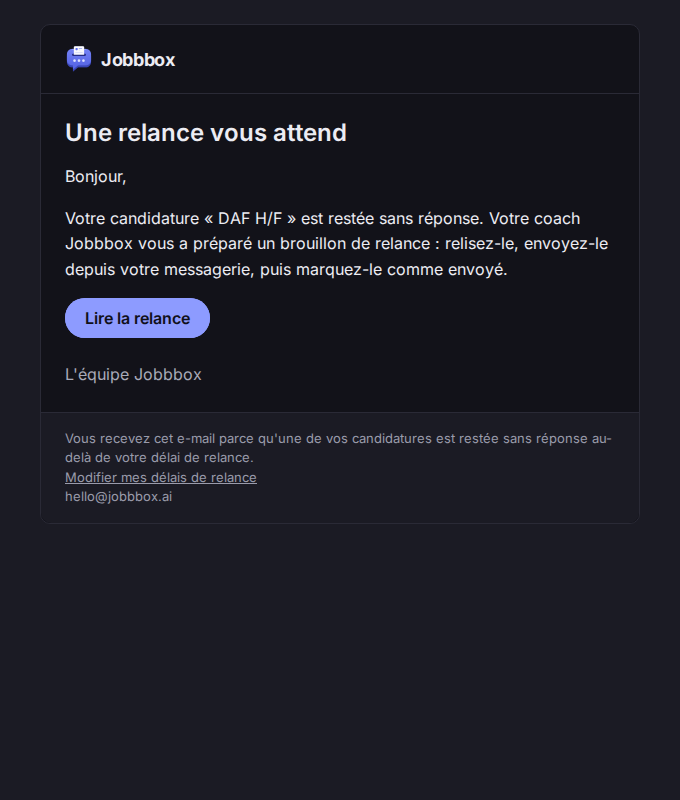 Jobbbox
Une relance vous attend
Bonjour,
Votre candidature « DAF H/F » est restée sans réponse. Votre coach
Jobbbox vous a préparé un brouillon de relance : relisez-le, envoyez-le
depuis votre messagerie, puis marquez-le comme envoyé.
Lire la relance
L'équipe Jobbbox
Vous recevez cet e-mail parce qu'une de vos candidatures est restée sans réponse au-
delà de votre délai de relance.
Modifier mes délais de relance
hello@jobbbox.ai